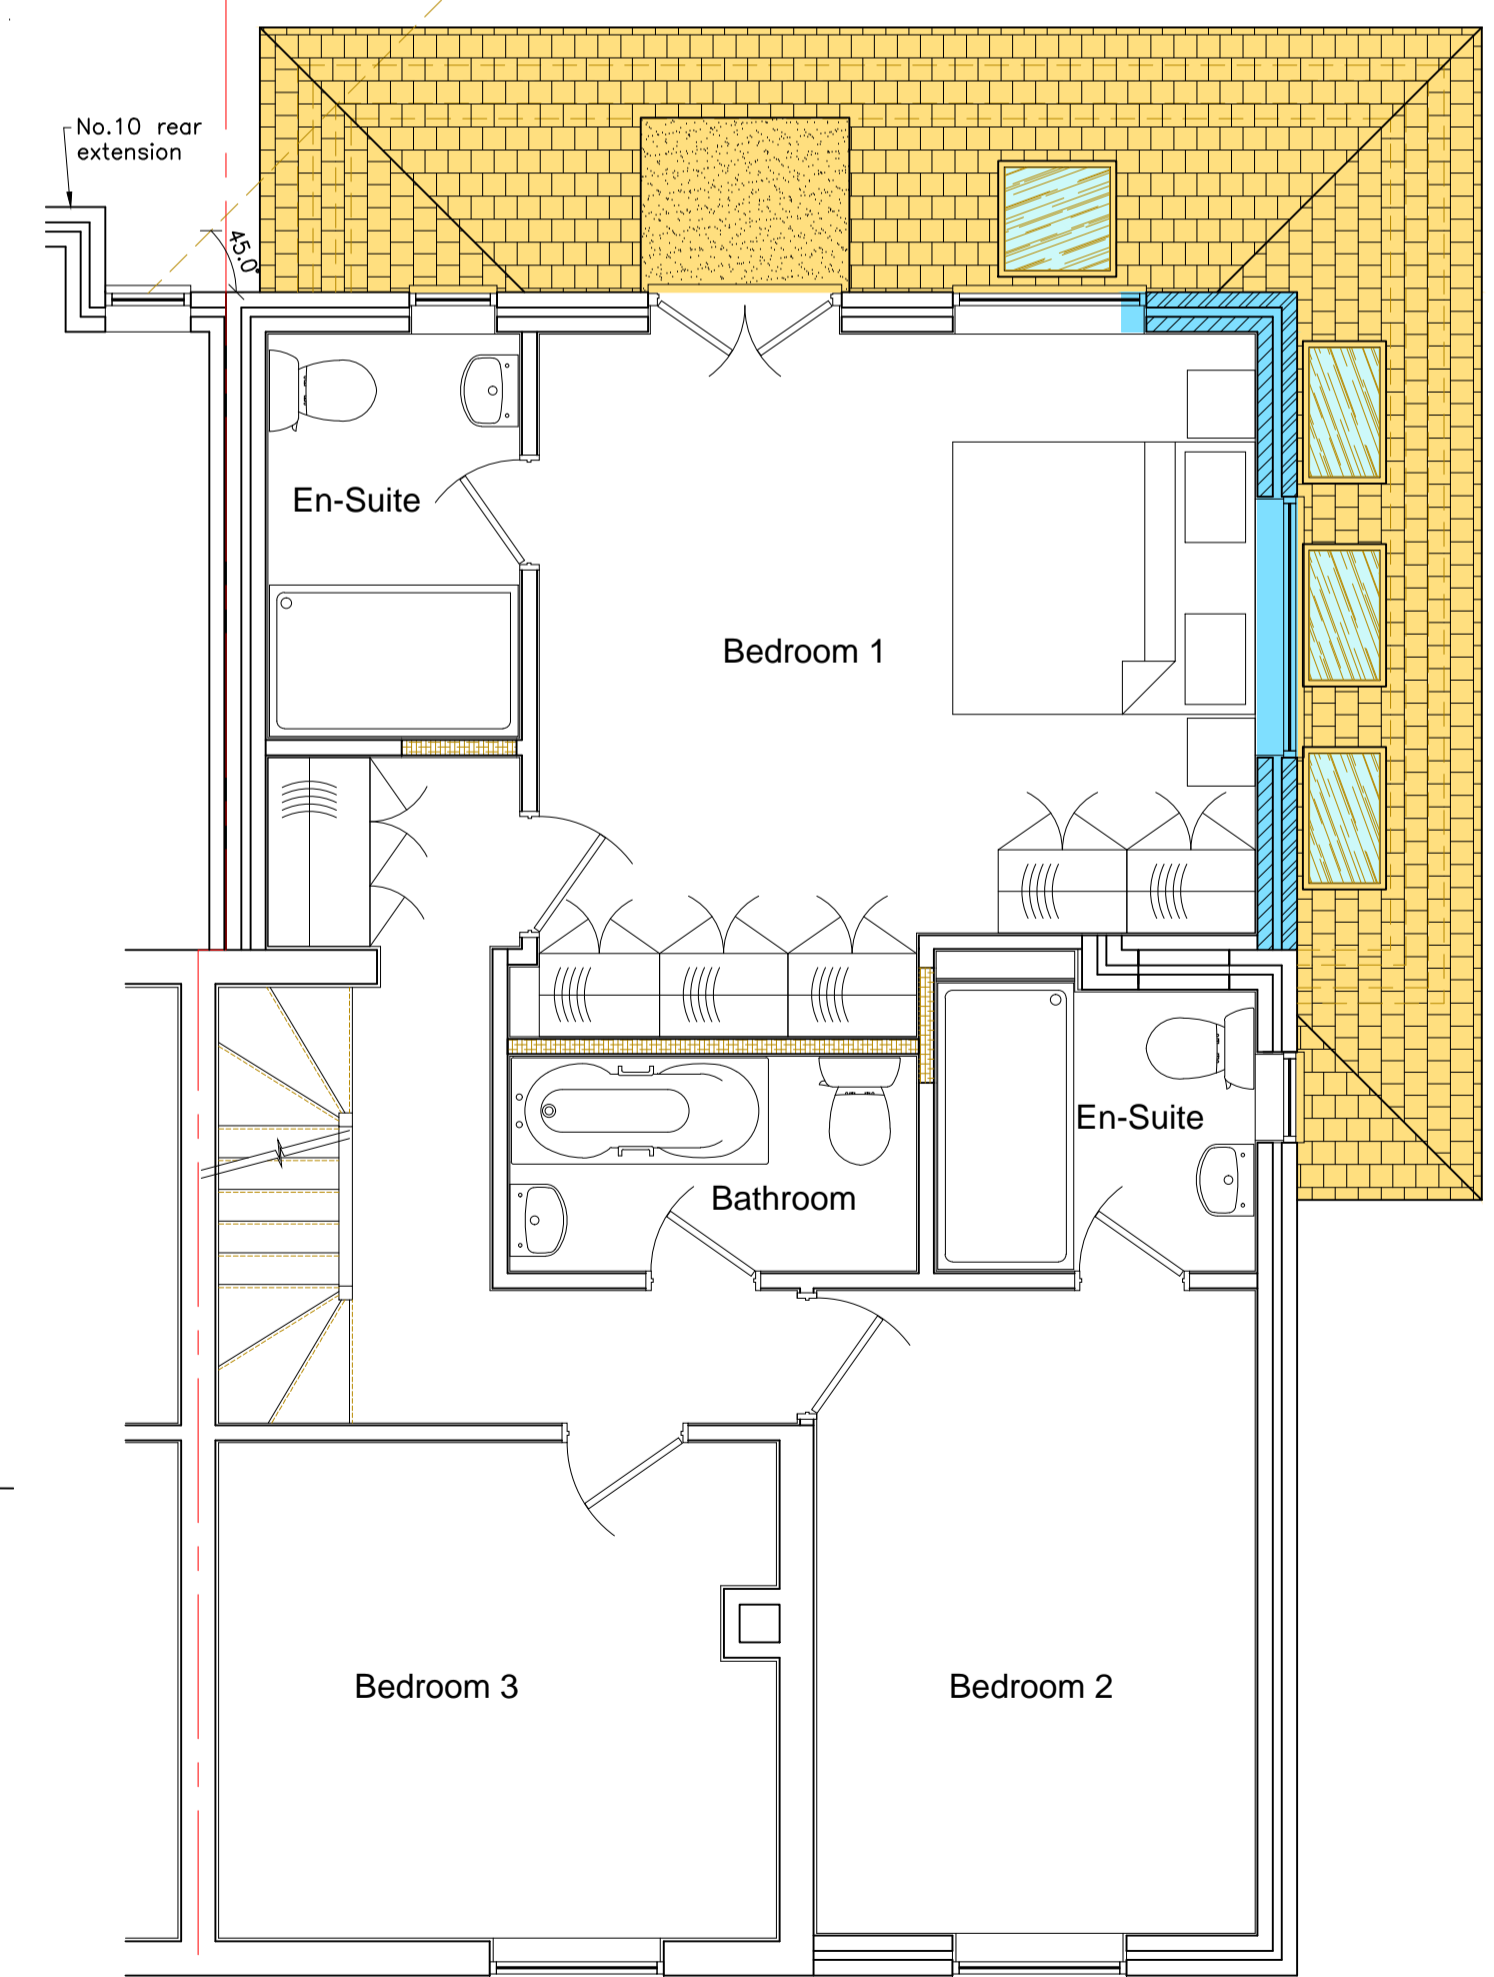 No.10 rear
extension
45.0°
En-Suite
Bedroom 1
En-Suite
Bathroom
Bedroom 3
Bedroom 2